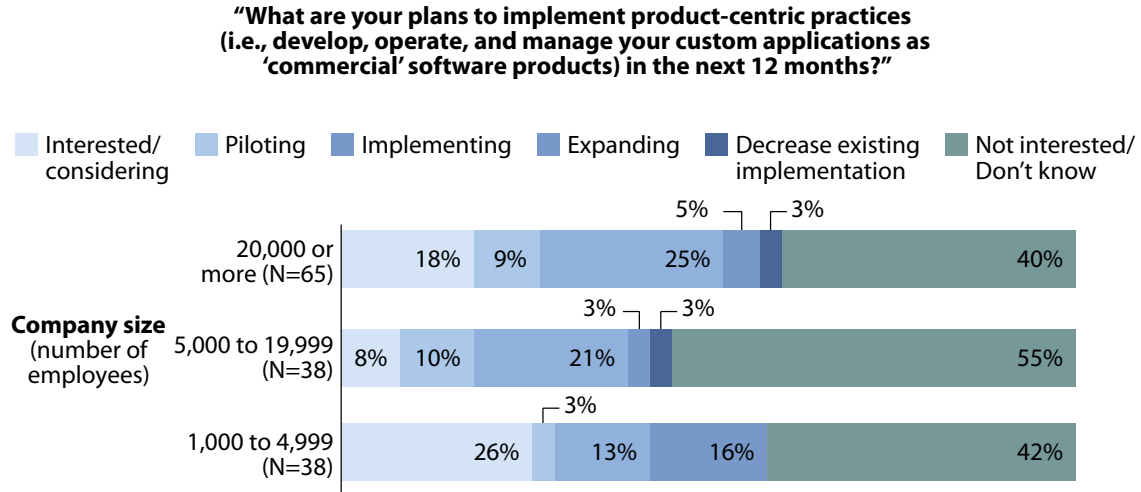 “What are your plans to implement product-centric practices
(i.e., develop, operate, and manage your custom applications as
‘commercial’ software products) in the next 12 months?”
Interested/
considering
Piloting
Implementing
Expanding
Decrease existing
implementation
Not interested/
Don’t know
5%
3%
20,000 or
more (N=65)
18%
9%
25%
40%
3%
3%
Company size
(number of
employees)
5,000 to 19,999
(N=38)
8%
10%
21%
55%
3%
1,000 to 4,999
(N=38)
26%
13%
16%
42%